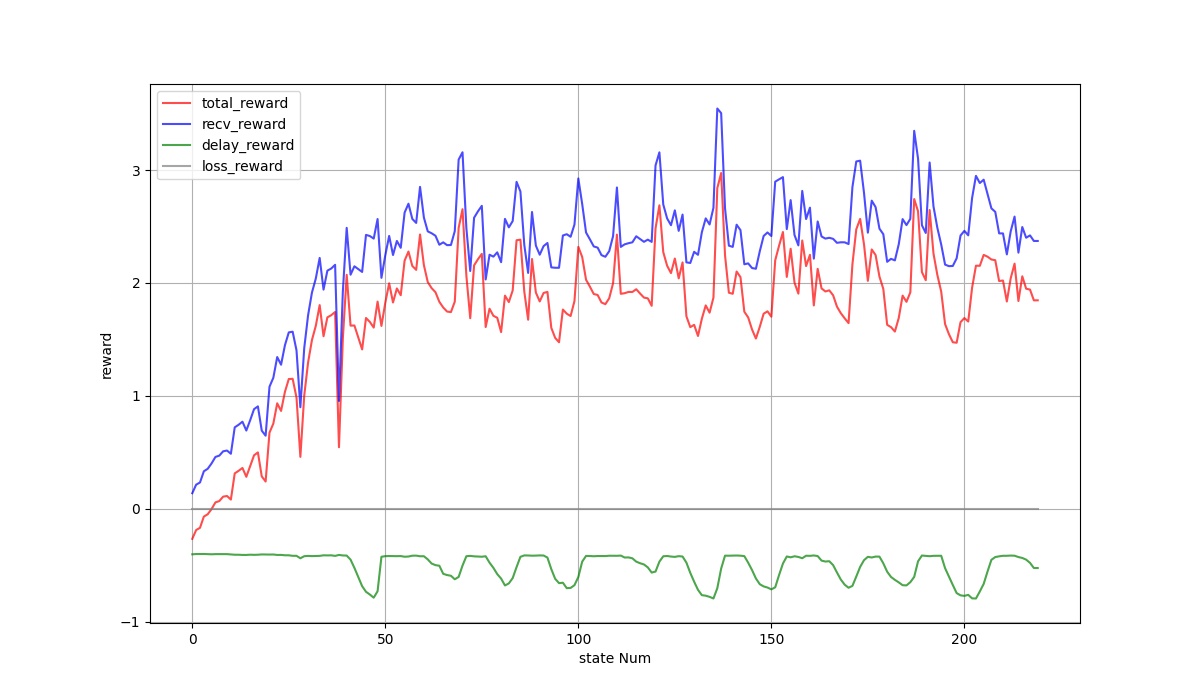 total_reward
recv_reward
delay_reward
loss_reward
reward
3
2
1
0
−1
0 50 100 150 200
state Num